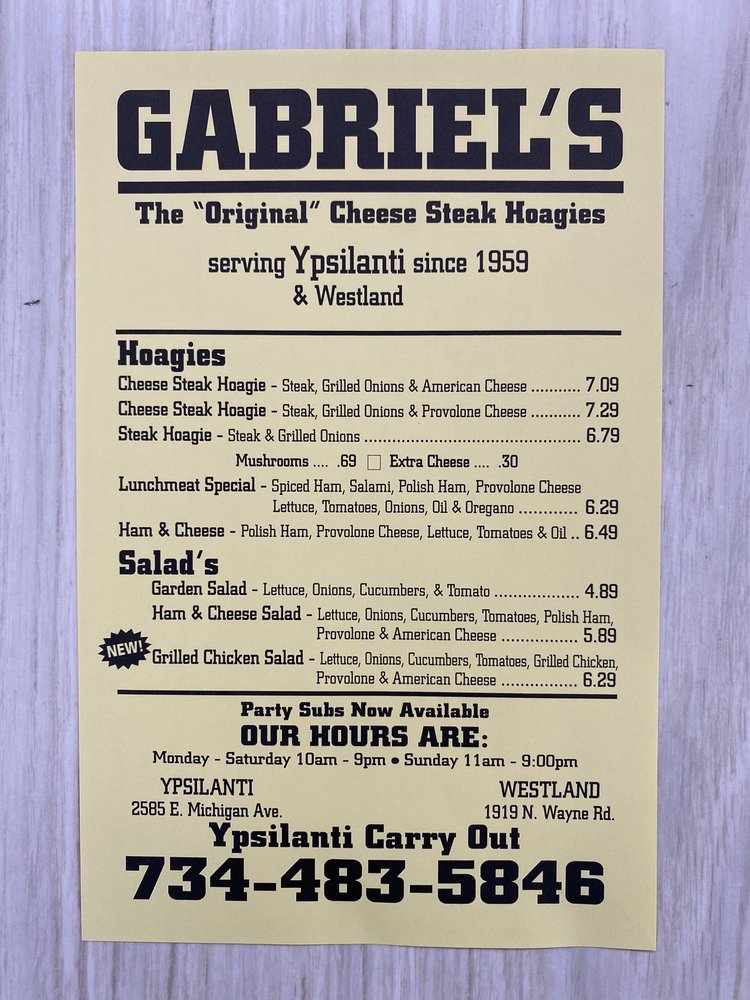 GABRIEL'S
The "Original" Cheese Steak Hoagies
serving Ypsilanti since 1959
& Westland
Hoagies
Cheese Steak Hoagie - Steak, Grilled Onions & American Cheese ........... 7.09
Cheese Steak Hoagie - Steak, Grilled Onions & Provolone Cheese ........... 7.29
Steak Hoagie - Steak & Grilled Onions ................................................ 6.79
Mushrooms .... .69 □ Extra Cheese .... .30
Lunchmeat Special - Spiced Ham, Salami, Polish Ham, Provolone Cheese
Lettuce, Tomatoes, Onions, Oil & Oregano ............. 6.29
Ham & Cheese - Polish Ham, Provolone Cheese, Lettuce, Tomatoes & Oil .. 6.49
Salad's
Garden Salad - Lettuce, Onions, Cucumbers, & Tomato ................... 4.89
Ham & Cheese Salad - Lettuce, Onions, Cucumbers, Tomatoes, Polish Ham,
Provolone & American Cheese ................. 5.89
NEW! Grilled Chicken Salad - Lettuce, Onions, Cucumbers, Tomatoes, Grilled Chicken,
Provolone & American Cheese ................. 6.29
Party Subs Now Available
OUR HOURS ARE:
Monday - Saturday 10am - 9pm • Sunday 11am - 9:00pm
YPSILANTI
2585 E. Michigan Ave.
WESTLAND
1919 N. Wayne Rd.
Ypsilanti Carry Out
734-483-5846